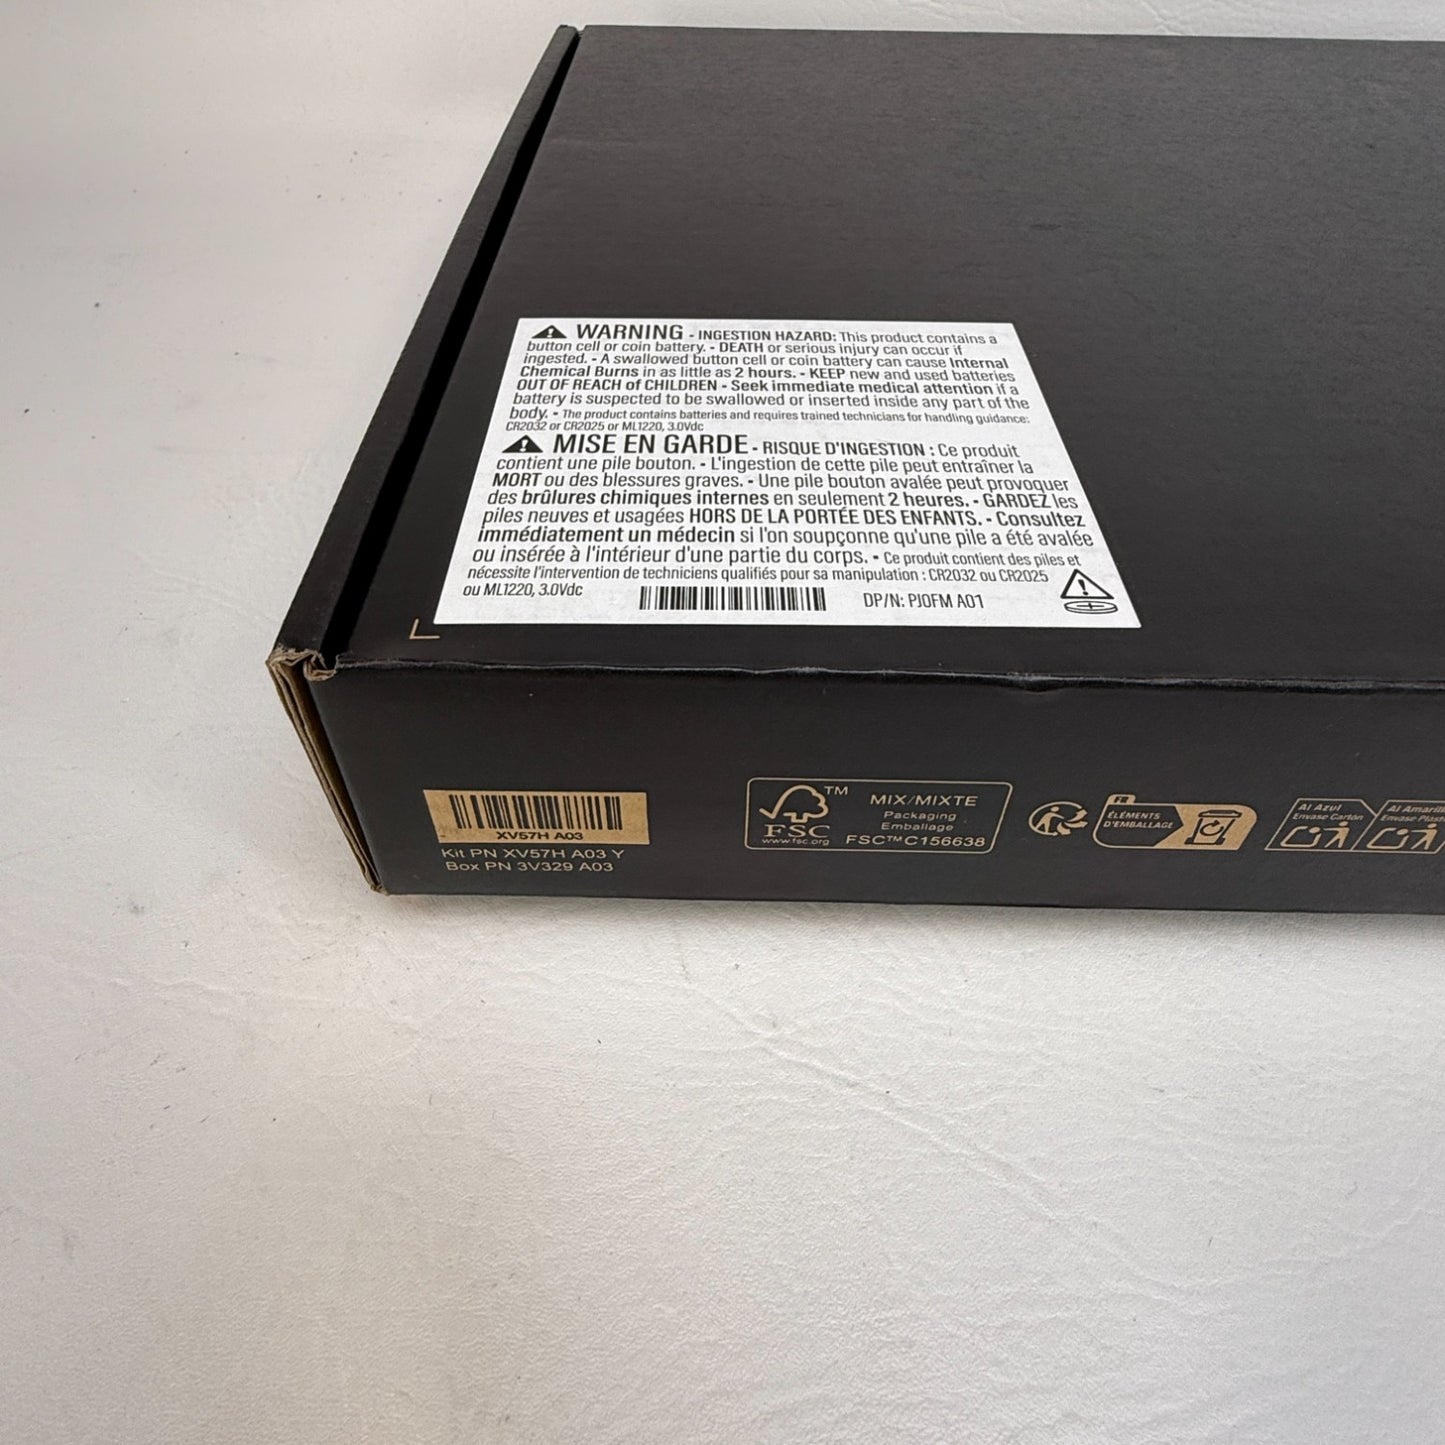 WARNING - INGESTION HAZARD: This product contains a
button cell or coin battery. - DEATH or serious injury can occur if
ingested. - A swallowed button cell or coin battery can cause Internal
Chemical Burns in as little as 2 hours. - KEEP new and used batteries
OUT OF REACH of CHILDREN - Seek immediate medical attention if a
battery is suspected to be swallowed or inserted inside any part of the
body. - The product contains batteries and requires trained technicians for handling guidance:
CR2032 or CR2025 or ML1220, 3.0Vdc
MISE EN GARDE - RISQUE D'INGESTION : Ce produit
contient une pile bouton. - L'ingestion de cette pile peut entraîner la
MORT ou des blessures graves. - Une pile bouton avalée peut provoquer
des brûlures chimiques internes en seulement 2 heures. - GARDEZ les
piles neuves et usagées HORS DE LA PORTÉE DES ENFANTS. - Consultez
immédiatement un médecin si l'on soupçonne qu'une pile a été avalée
ou insérée à l'intérieur d'une partie du corps. - Ce produit contient des piles et
nécessite l'intervention de techniciens qualifiés pour sa manipulation : CR2032 ou CR2025
ou ML1220, 3.0Vdc
DP/N: PJ0FM A01
XV57H A03
Kit PN XV57H A03 Y
Box PN 3V329 A03
FSC™
www.fsc.org
MIX/MIXTE
Packaging
Emballage
FSC™ C156638
FR
ÉLÉMENTS
D'EMBALLAGE
Al Azul
Envase Cartón
Al Amarill
Envase Plást